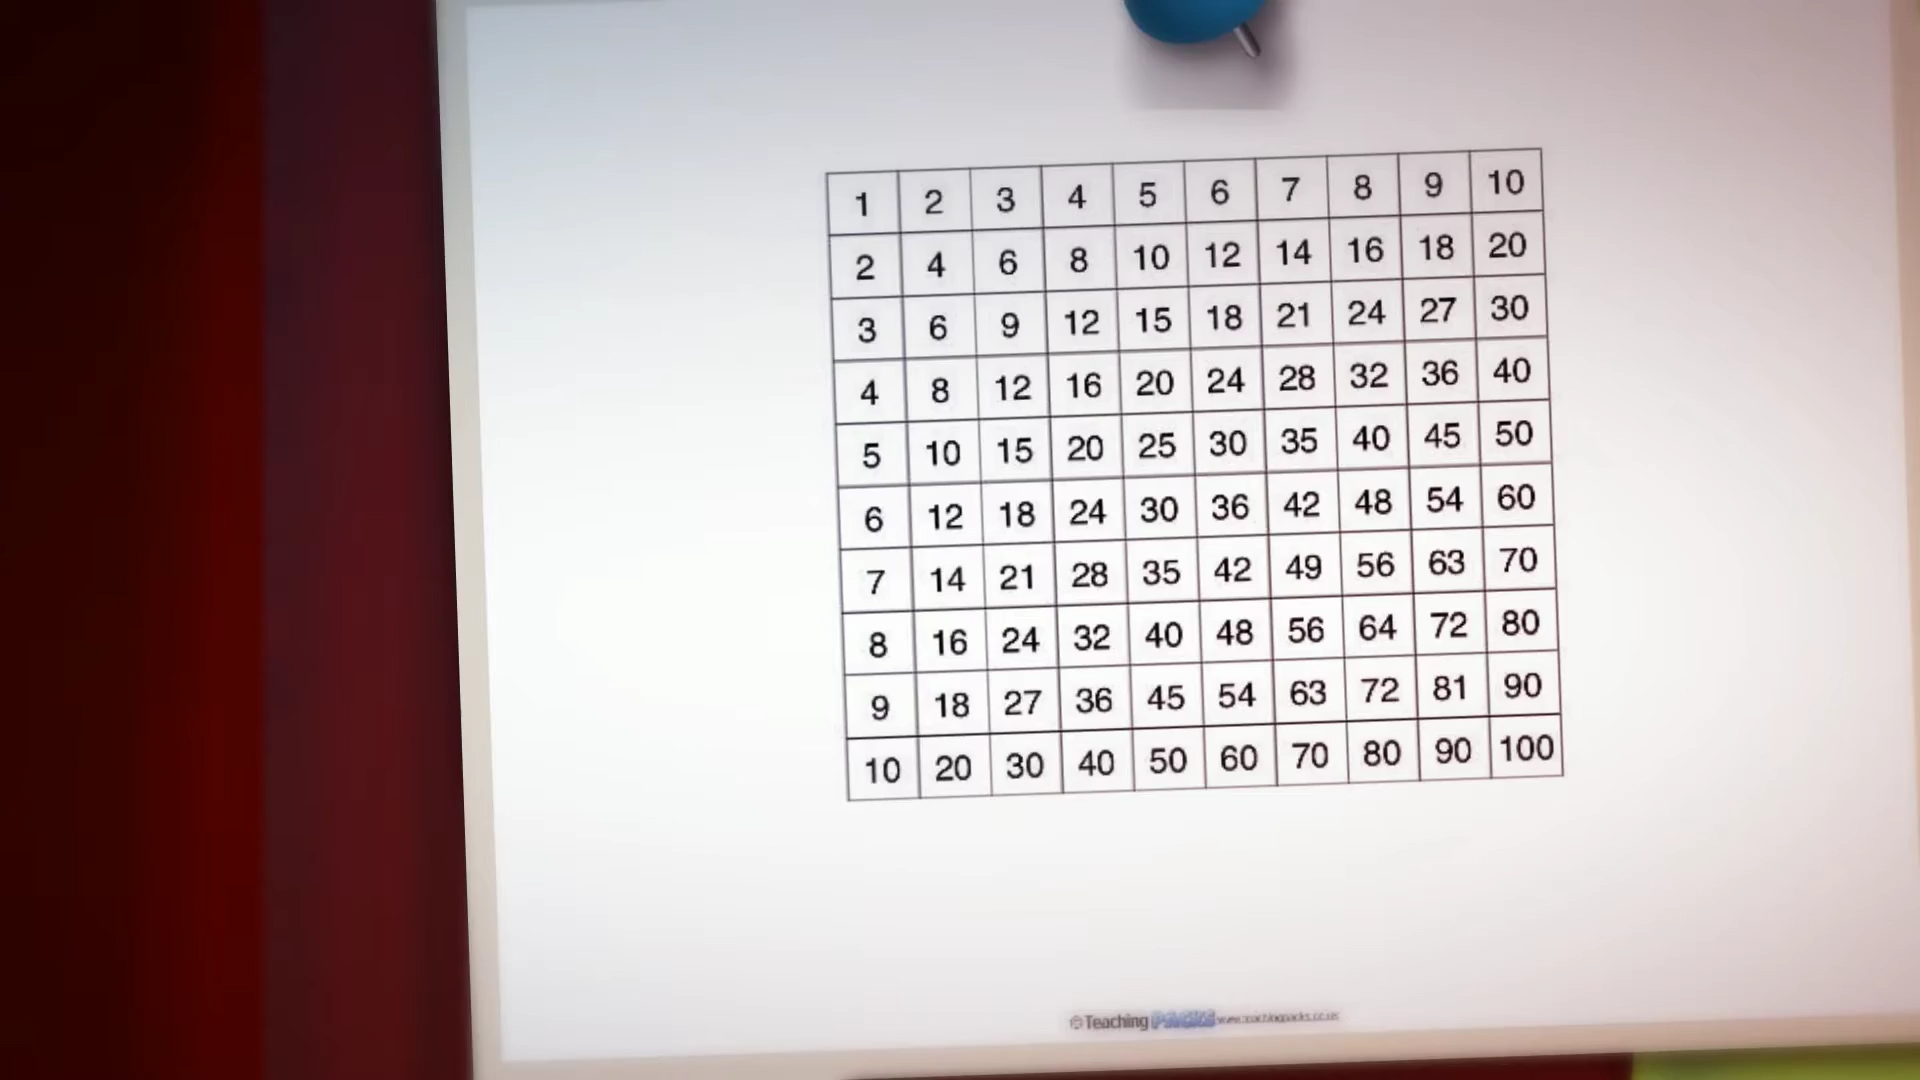 1 2 3 4 5 6 7 8 9 10
2 4 6 8 10 12 14 16 18 20
3 6 9 12 15 18 21 24 27 30
4 8 12 16 20 24 28 32 36 40
5 10 15 20 25 30 35 40 45 50
6 12 18 24 30 36 42 48 54 60
7 14 21 28 35 42 49 56 63 70
8 16 24 32 40 48 56 64 72 80
9 18 27 36 45 54 63 72 81 90
10 20 30 40 50 60 70 80 90 100
©Teaching PACKS www.teachingpacks.co.uk